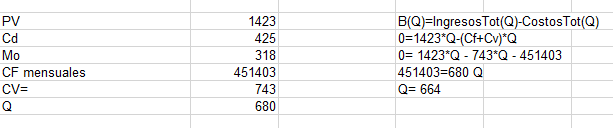 PV 1423 B(Q)=IngresosTot(Q)-CostosTot(Q)
Cd 425 0=1423*Q-(Cf+Cv)*Q
Mo 318 0= 1423*Q - 743*Q - 451403
CF mensuales 451403 451403=680 Q
CV= 743 Q= 664
Q 680